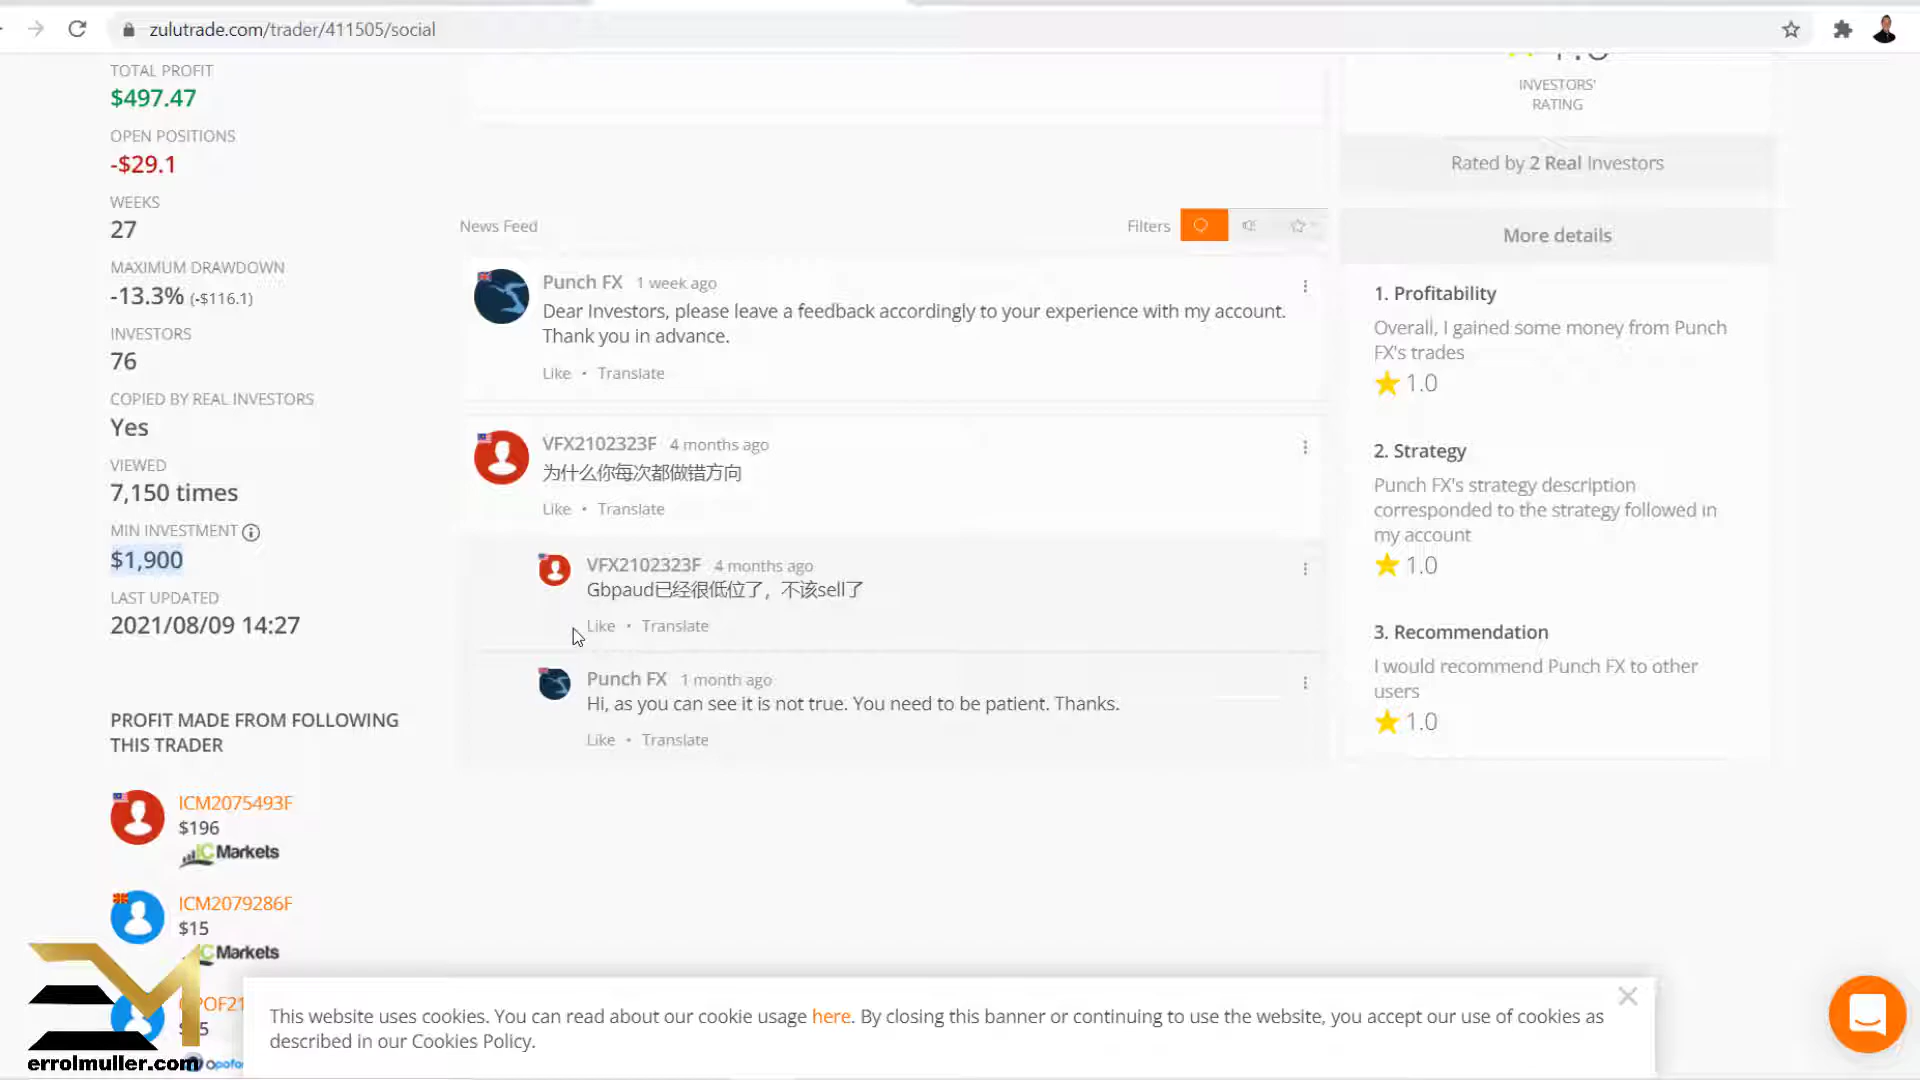 zulutrade.com/trader/411505/social
TOTAL PROFIT
$497.47
OPEN POSITIONS
-$29.1
WEEKS
27
MAXIMUM DRAWDOWN
-13.3% (-$116.1)
INVESTORS
76
COPIED BY REAL INVESTORS
Yes
VIEWED
7,150 times
MIN INVESTMENT
$1,900
LAST UPDATED
2021/08/09 14:27
PROFIT MADE FROM FOLLOWING
THIS TRADER
ICM2075493F
$196
IC Markets
ICM2079286F
$15
IC Markets
errolmuller.com
News Feed
Filters
Punch FX 1 week ago
Dear Investors, please leave a feedback accordingly to your experience with my account.
Thank you in advance.
Like • Translate
VFX2102323F 4 months ago
为什么你每次都做错方向
Like • Translate
VFX2102323F 4 months ago
Gbpaud已经很低位了，不该sell了
Like • Translate
Punch FX 1 month ago
Hi, as you can see it is not true. You need to be patient. Thanks.
Like • Translate
INVESTORS'
RATING
Rated by 2 Real Investors
More details
1. Profitability
Overall, I gained some money from Punch
FX's trades
1.0
2. Strategy
Punch FX's strategy description
corresponded to the strategy followed in
my account
1.0
3. Recommendation
I would recommend Punch FX to other
users
1.0
This website uses cookies. You can read about our cookie usage here. By closing this banner or continuing to use the website, you accept our use of cookies as
described in our Cookies Policy.